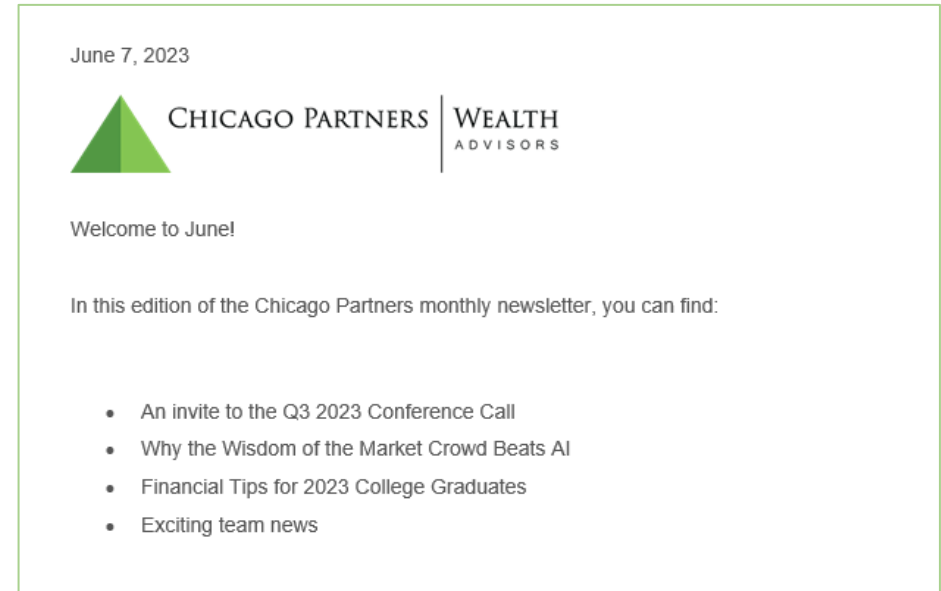 June 7, 2023
CHICAGO PARTNERS | WEALTH
ADVISORS
Welcome to June!
In this edition of the Chicago Partners monthly newsletter, you can find:
• An invite to the Q3 2023 Conference Call
• Why the Wisdom of the Market Crowd Beats AI
• Financial Tips for 2023 College Graduates
• Exciting team news